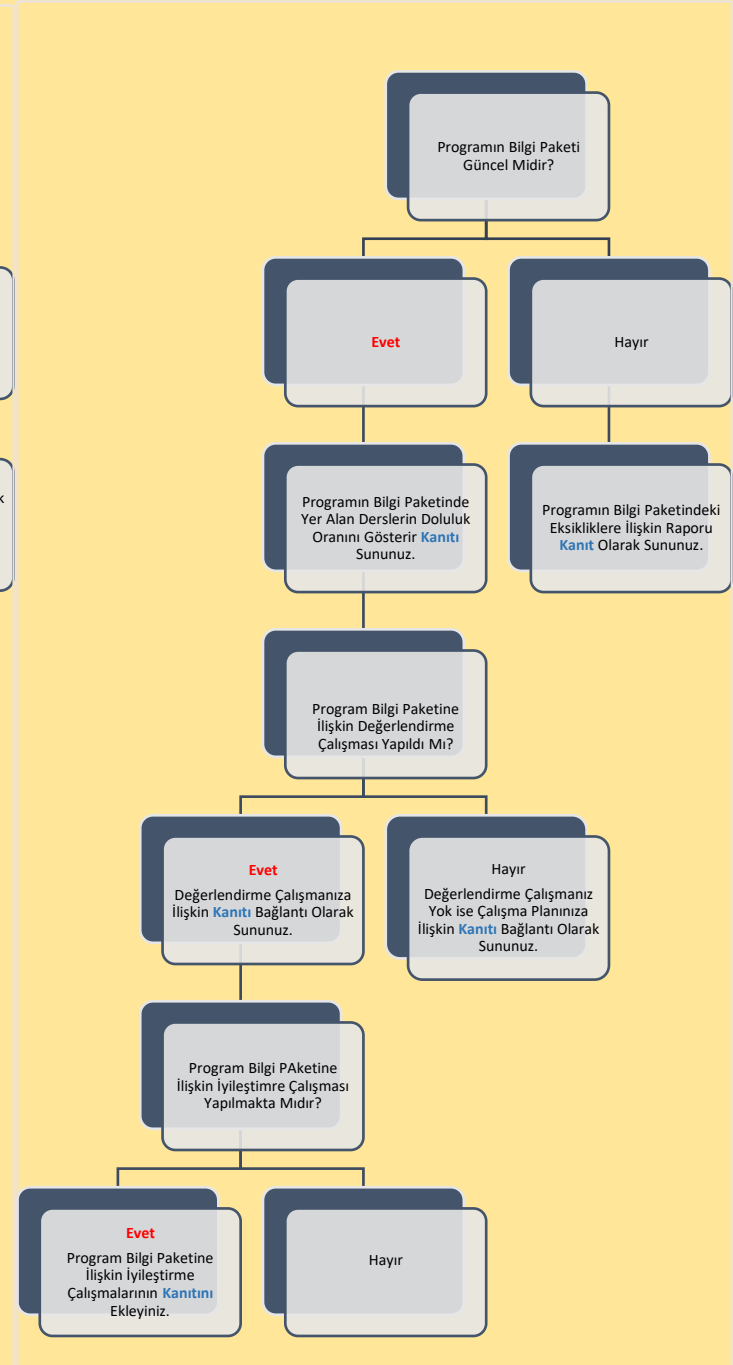 Programın Bilgi Paketi
Güncel Midir?
Evet
Hayır
Programın Bilgi Paketinde
Yer Alan Derslerin Doluluk
Oranını Gösterir Kanıtı
Sununuz.
Programın Bilgi Paketindeki
Eksikliklere İlişkin Raporu
Kanıt Olarak Sununuz.
k
Program Bilgi Paketine
İlişkin Değerlendirme
Çalışması Yapıldı Mı?
Evet
Değerlendirme Çalışmanıza
İlişkin Kanıtı Bağlantı Olarak
Sununuz.
Hayır
Değerlendirme Çalışmanız
Yok ise Çalışma Planınıza
İlişkin Kanıtı Bağlantı Olarak
Sununuz.
Program Bilgi PAketine
İlişkin İyileştimre Çalışması
Yapılmakta Mıdır?
Evet
Program Bilgi Paketine
İlişkin İyileştirme
Çalışmalarının Kanıtını
Ekleyiniz.
Hayır